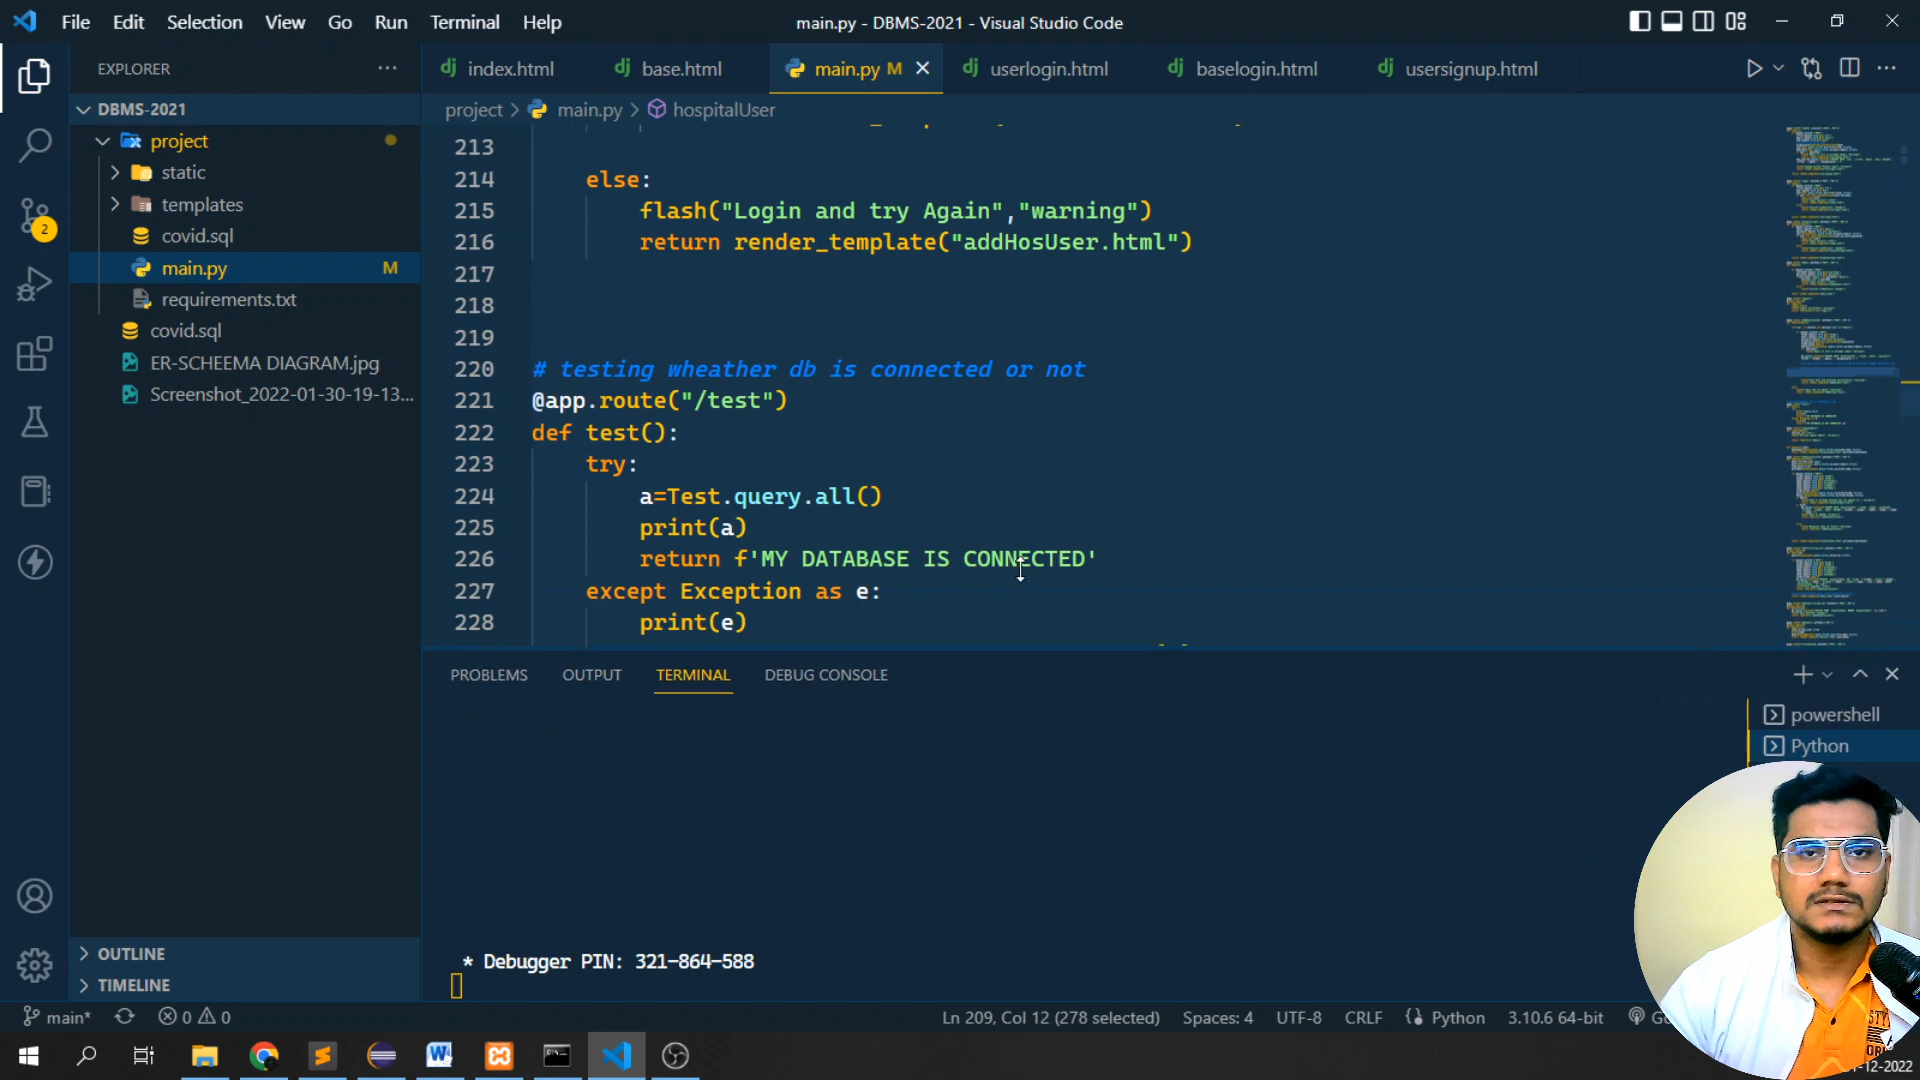 File Edit Selection View Go Run Terminal Help
main.py - DBMS-2021 - Visual Studio Code
EXPLORER
index.html
base.html
main.py M
userlogin.html
baselogin.html
usersignup.html
DBMS-2021
project > main.py > hospitalUser
project
static
templates
covid.sql
main.py M
requirements.txt
covid.sql
ER-SCHEEMA DIAGRAM.jpg
Screenshot_2022-01-30-19-13...
213
214 else:
215 flash("Login and try Again","warning")
216 return render_template("addHosUser.html")
217
218
219
220 # testing wheather db is connected or not
221 @app.route("/test")
222 def test():
223 try:
224 a=Test.query.all()
225 print(a)
226 return f'MY DATABASE IS CONNECTED'
227 except Exception as e:
228 print(e)
PROBLEMS OUTPUT TERMINAL DEBUG CONSOLE
powershell
Python
* Debugger PIN: 321-864-588
2
OUTLINE
TIMELINE
main* 0 0
Ln 209, Col 12 (278 selected) Spaces: 4 UTF-8 CRLF Python 3.10.6 64-bit
-12-2022